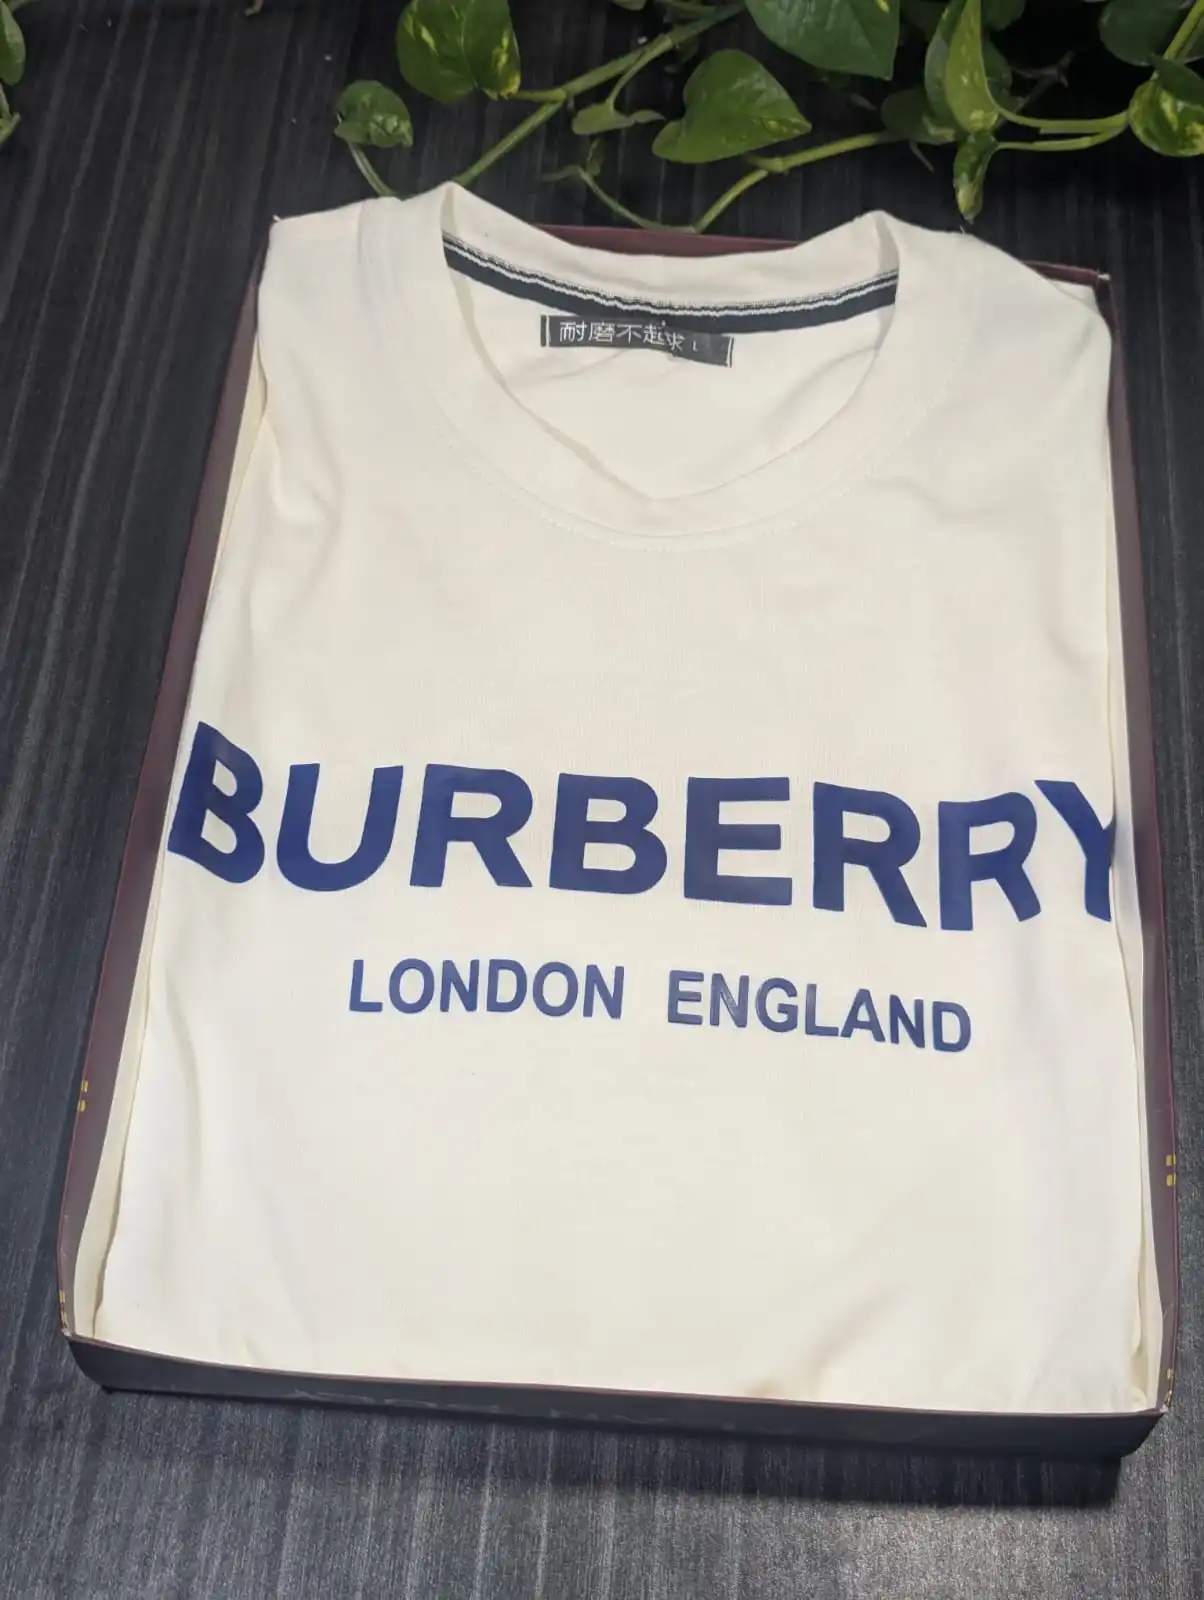 耐磨不起球
BURBERRY
LONDON ENGLAND